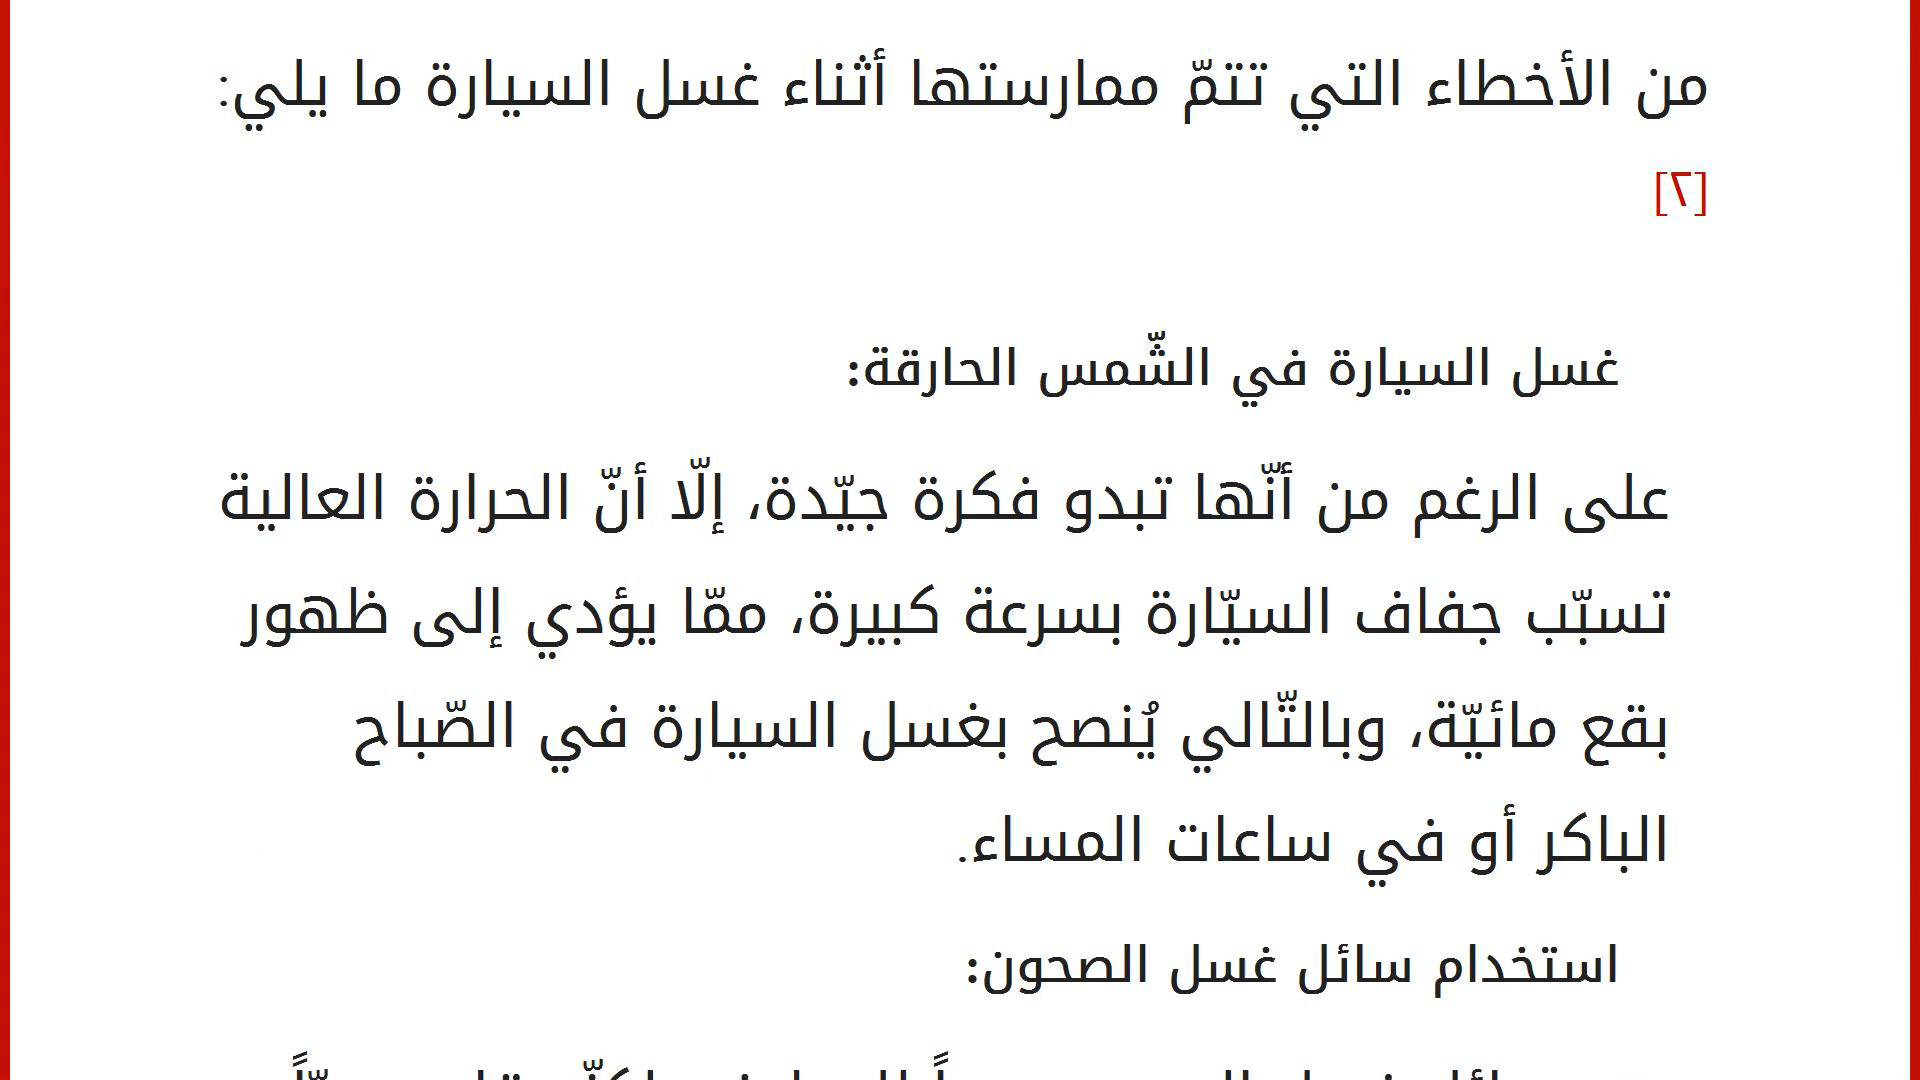 من الأخطاء التي تتمّ ممارستها أثناء غسل السيارة ما يلي:
[٢]
غسل السيارة في الشّمس الحارقة:
على الرغم من أنّها تبدو فكرة جيّدة، إلّا أنّ الحرارة العالية
تسبّب جفاف السيّارة بسرعة كبيرة، ممّا يؤدي إلى ظهور
بقع مائيّة، وبالتّالي يُنصح بغسل السيارة في الصّباح
الباكر أو في ساعات المساء.
استخدام سائل غسل الصحون: